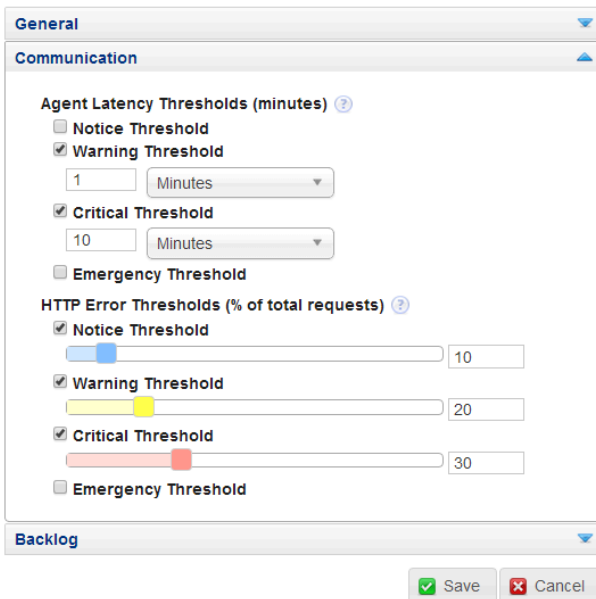 General
Communication
Agent Latency Thresholds (minutes) ?
Notice Threshold
Warning Threshold
1 Minutes
Critical Threshold
10 Minutes
Emergency Threshold
HTTP Error Thresholds (% of total requests) ?
Notice Threshold
10
Warning Threshold
20
Critical Threshold
30
Emergency Threshold
Backlog
Save Cancel